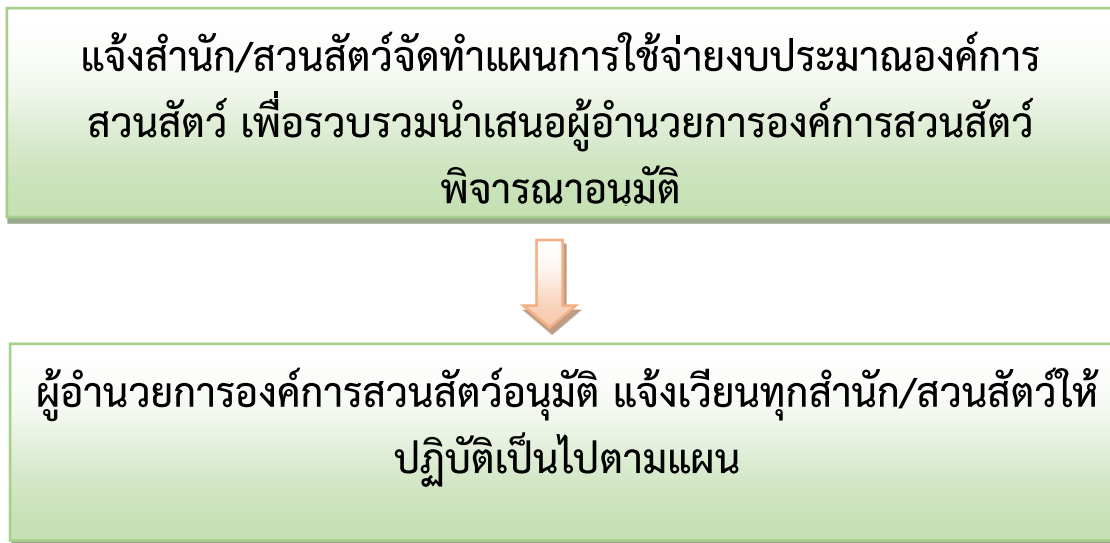 แจ้งสำนัก/สวนสัตว์จัดทำแผนการใช้จ่ายงบประมาณองค์การ
สวนสัตว์ เพื่อรวบรวมนำเสนอผู้อำนวยการองค์การสวนสัตว์
พิจารณาอนุมัติ
ผู้อำนวยการองค์การสวนสัตว์อนุมัติ แจ้งเวียนทุกสำนัก/สวนสัตว์ให้
ปฏิบัติเป็นไปตามแผน